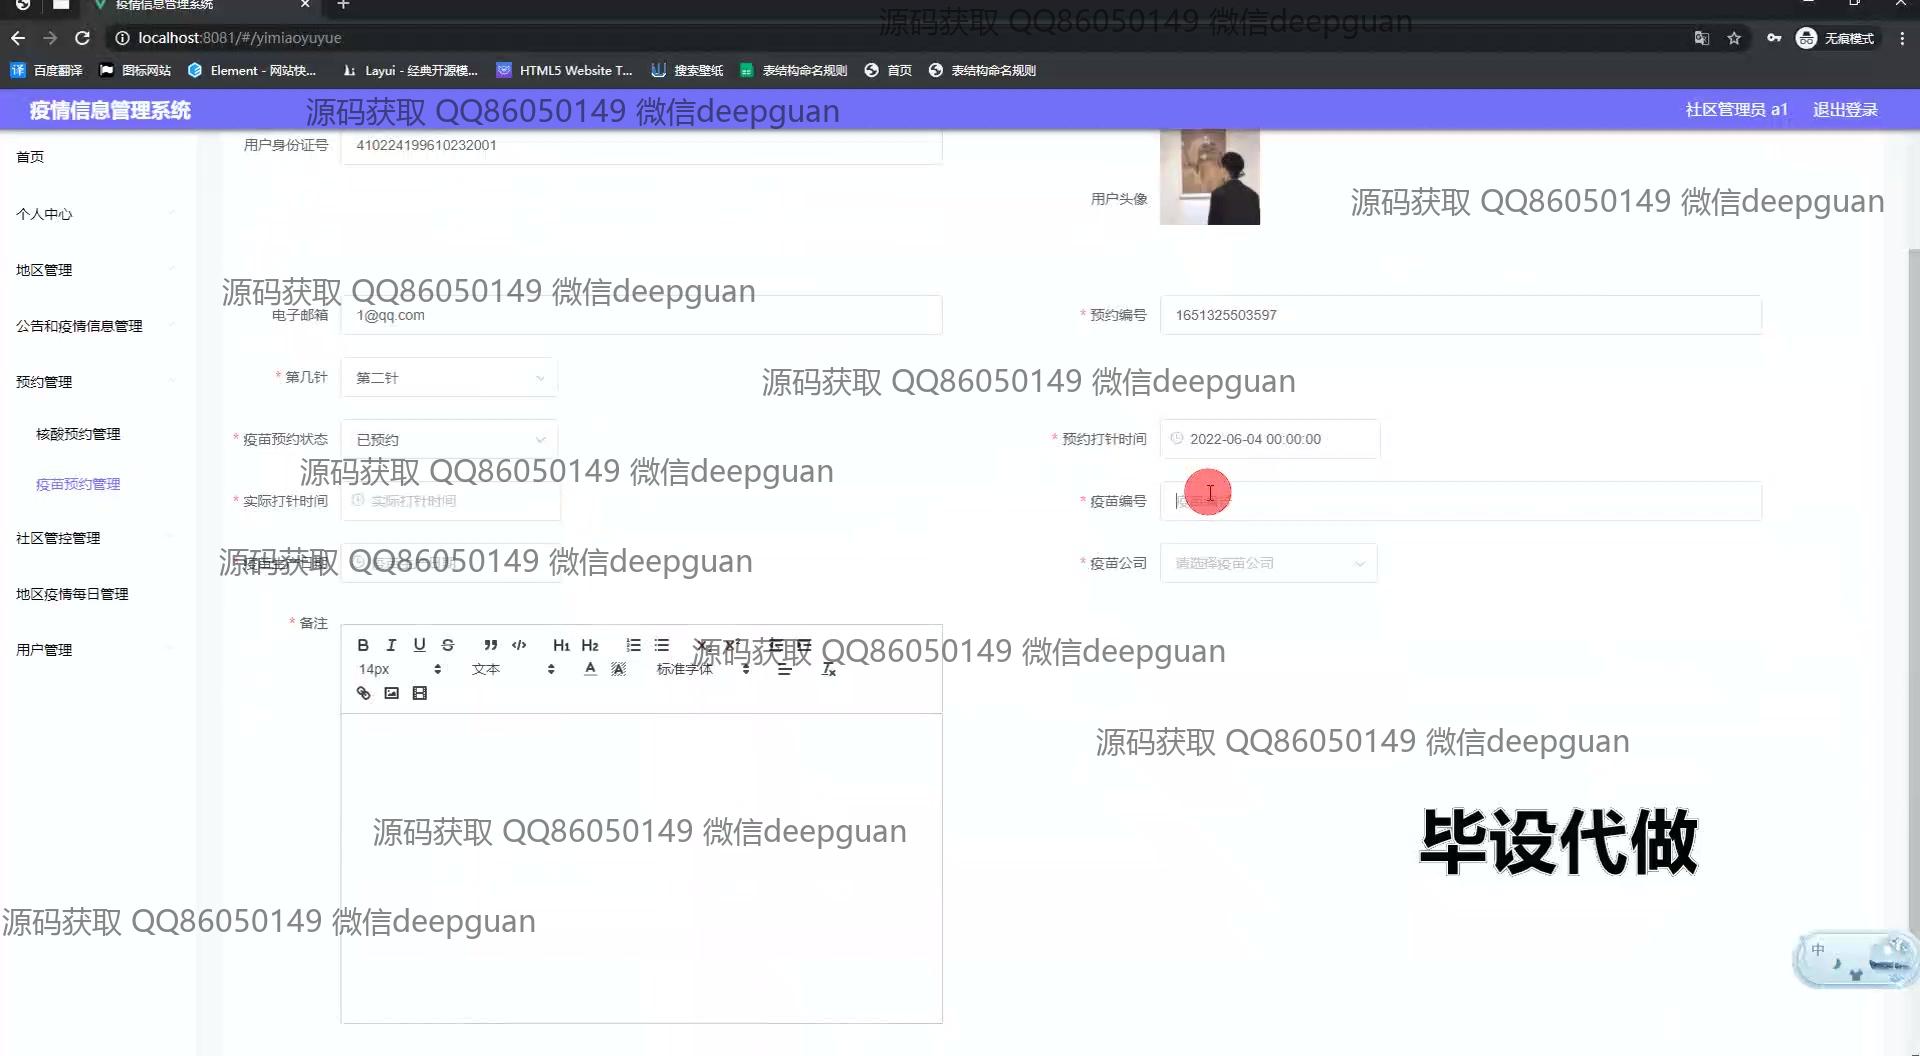 疫情信息管理系统
源码获取 QQ86050149 微信deepguan
localhost:8081/#/yimiaoyuyue
无痕模式
百度翻译 图标网站 Element - 网站快... Layui - 经典开源模... HTML5 Website T... 搜索壁纸 表结构命名规则 首页 表结构命名规则
疫情信息管理系统
源码获取 QQ86050149 微信deepguan
社区管理员 a1 退出登录
首页
个人中心
地区管理
公告和疫情信息管理
预约管理
核酸预约管理
疫苗预约管理
社区管控管理
地区疫情每日管理
用户管理
用户身份证号 410224199610232001
用户头像
源码获取 QQ86050149 微信deepguan
源码获取 QQ86050149 微信deepguan
电子邮箱 1@qq.com
* 预约编号 1651325503597
* 第几针 第二针
源码获取 QQ86050149 微信deepguan
* 疫苗预约状态 已预约
* 预约打针时间 2022-06-04 00:00:00
源码获取 QQ86050149 微信deepguan
* 实际打针时间 实际打针时间
* 疫苗编号
源码获取 QQ86050149 微信deepguan
* 疫苗公司 请选择疫苗公司
* 备注
B I U S H1 H2
14px 文本 标准字体
源码获取 QQ86050149 微信deepguan
源码获取 QQ86050149 微信deepguan
源码获取 QQ86050149 微信deepguan
毕设代做
源码获取 QQ86050149 微信deepguan
中